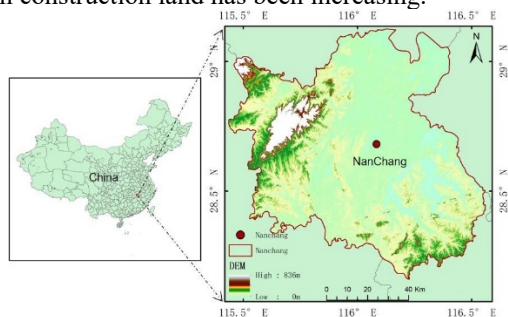 n construction land has been increasing.
115.5° E 116° E 116.5° E
N
29° N
28.5° N
China
NanChang
Nanchang
Nanchang
DEM
High : 836m
Low : 0m
0 10 20 40 Km
115.5° E 116° E 116.5° E